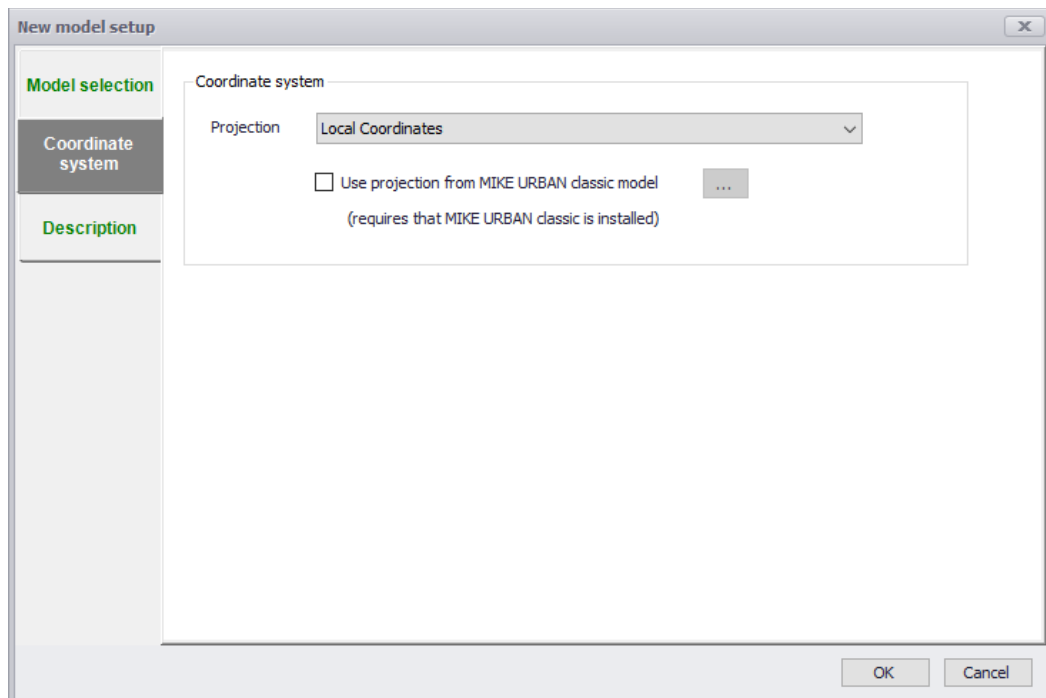 New model setup
Model selection
Coordinate
system
Description
Coordinate system
Projection
Local Coordinates
Use projection from MIKE URBAN classic model
...
(requires that MIKE URBAN classic is installed)
OK
Cancel